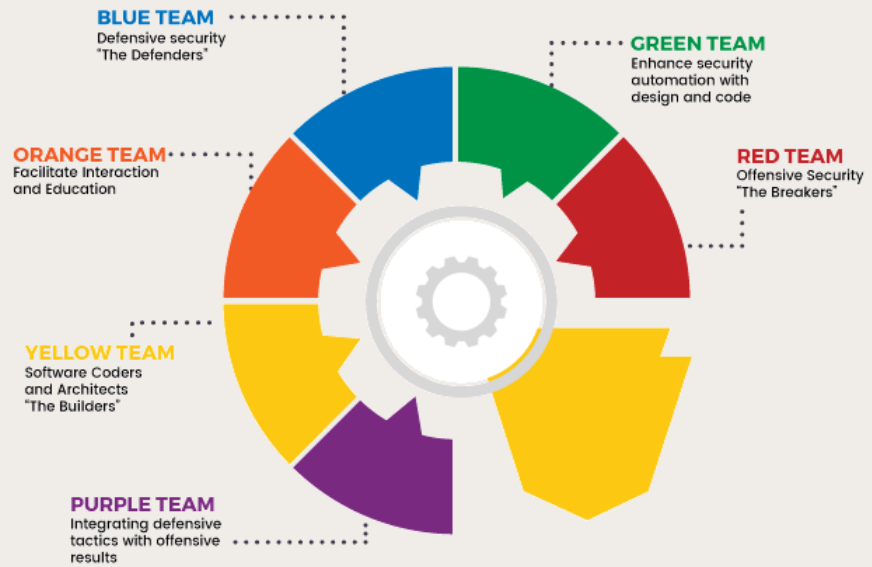 BLUE TEAM
Defensive security
"The Defenders"
GREEN TEAM
Enhance security
automation with
design and code
ORANGE TEAM
Facilitate Interaction
and Education
RED TEAM
Offensive Security
"The Breakers"
YELLOW TEAM
Software Coders
and Architects
"The Builders"
PURPLE TEAM
Integrating defensive
tactics with offensive
results